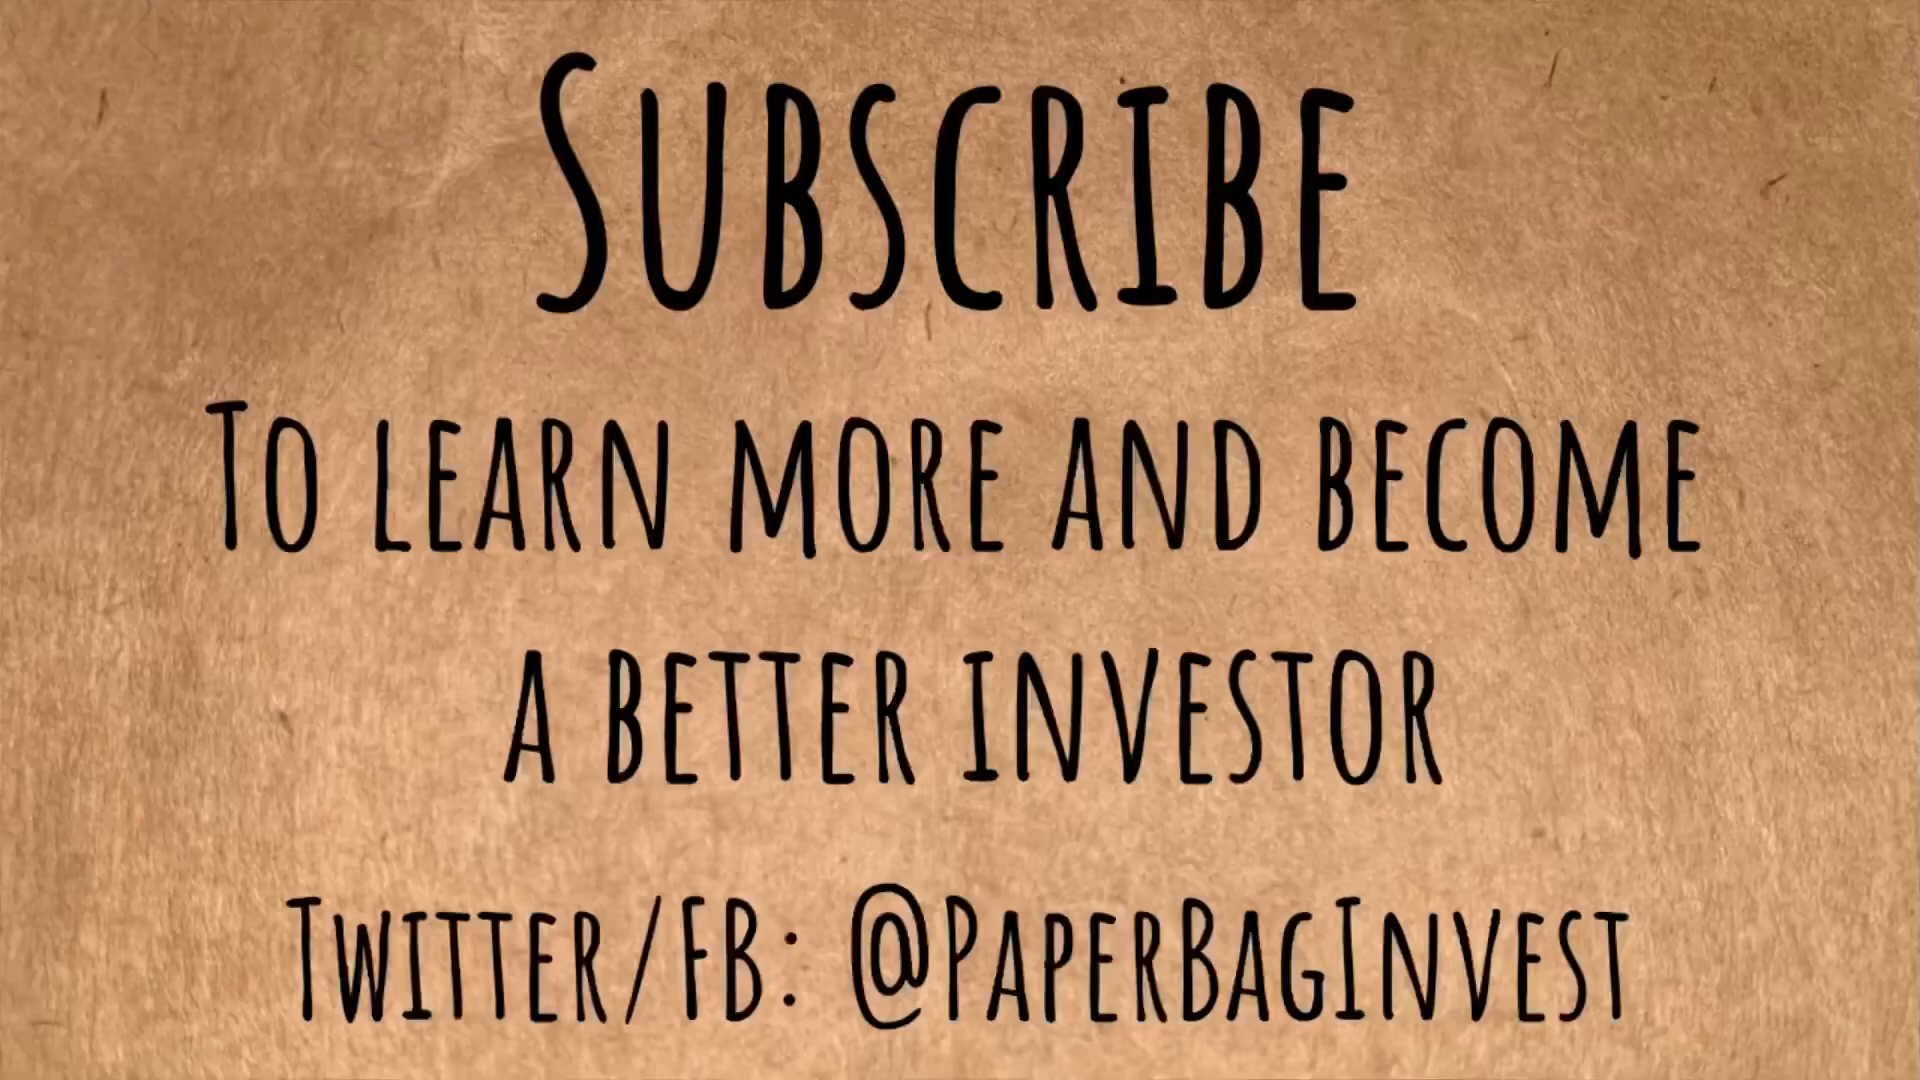 Subscribe
To learn more and become
a better investor
Twitter/FB: @PaperBagInvest